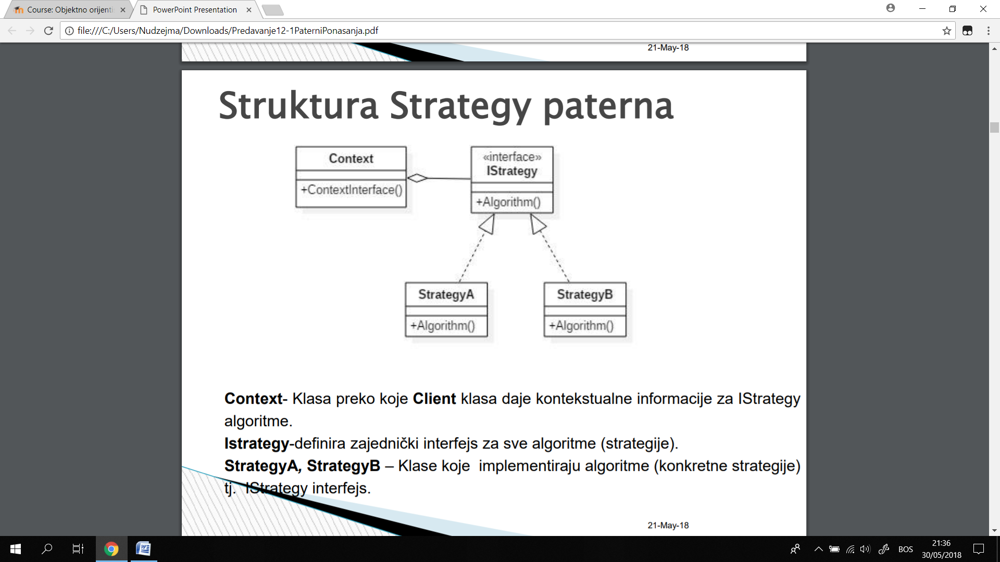 Course: Objektno orijenti
PowerPoint Presentation
file:///C:/Users/Nudzejma/Downloads/Predavanje12-1PaterniPonasanja.pdf
21-May-18
Struktura Strategy paterna
Context
+ContextInterface()
«interface»
IStrategy
+Algorithm()
StrategyA
+Algorithm()
StrategyB
+Algorithm()
Context- Klasa preko koje Client klasa daje kontekstualne informacije za IStrategy
algoritme.
Istrategy-definira zajednički interfejs za sve algoritme (strategije).
StrategyA, StrategyB – Klase koje implementiraju algoritme (konkretne strategije)
tj. IStrategy interfejs.
21-May-18
BOS
21:36
30/05/2018